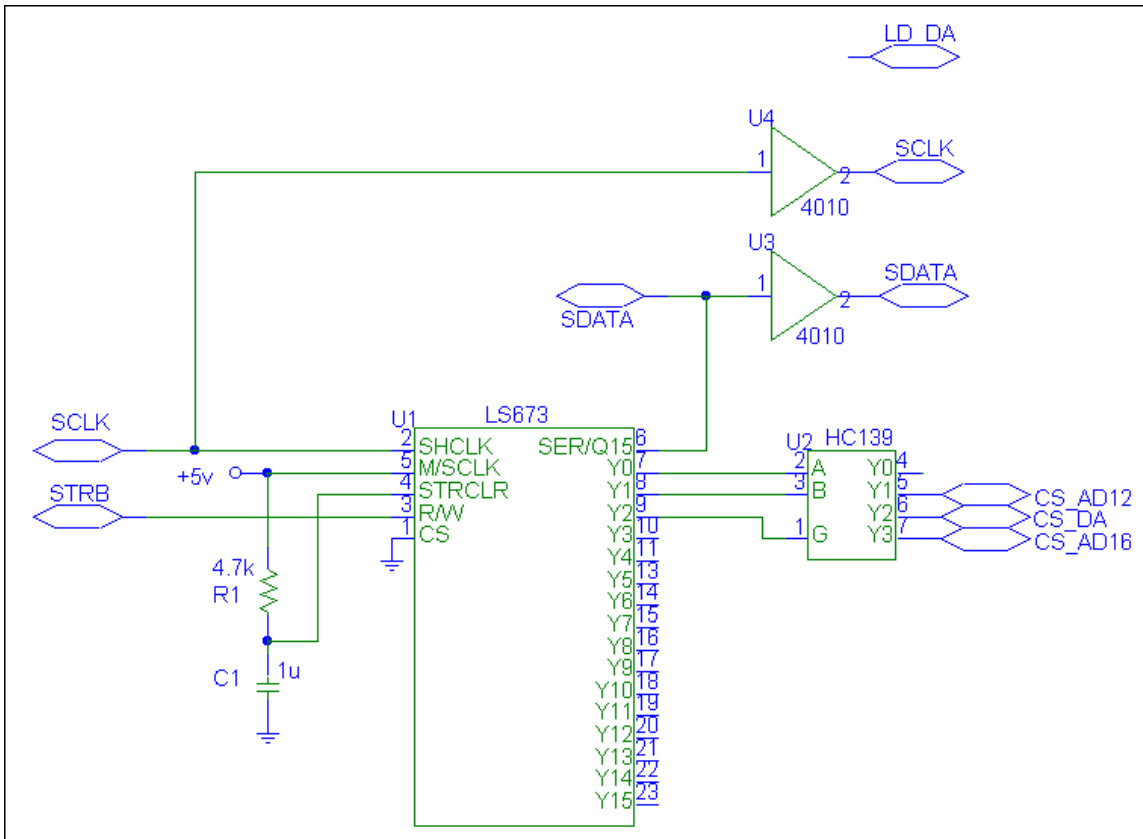 LD_DA
U4
1
2
SCLK
4010
U3
1
2
SDATA
4010
SDATA
SCLK
+5v
STRB
U1
LS673
2 SHCLK
5 M/SCLK
4 STRCLR
3 R/W
1 CS
SER/Q15 6
Y0 7
Y1 8
Y2 9
Y3 10
Y4 11
Y5 13
Y6 14
Y7 15
Y8 16
Y9 17
Y10 18
Y11 19
Y12 20
Y13 21
Y14 22
Y15 23
4.7k
R1
C1 1u
U2 HC139
2 A
3 B
1 G
Y0 4
Y1 5
Y2 6
Y3 7
CS_AD12
CS_DA
CS_AD16